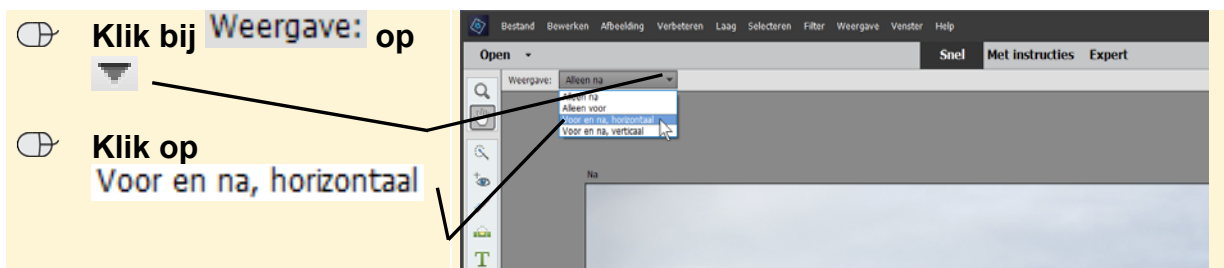 Klik bij Weergave: op
Klik op
Voor en na, horizontaal
Bestand Bewerken Afbeelding Verbeteren Laag Selecteren Filter Weergave Venster Help
Open Snel Met instructies Expert
Weergave: Alleen na
Alleen na
Alleen voor
Voor en na, horizontaal
Voor en na, verticaal
Na
T